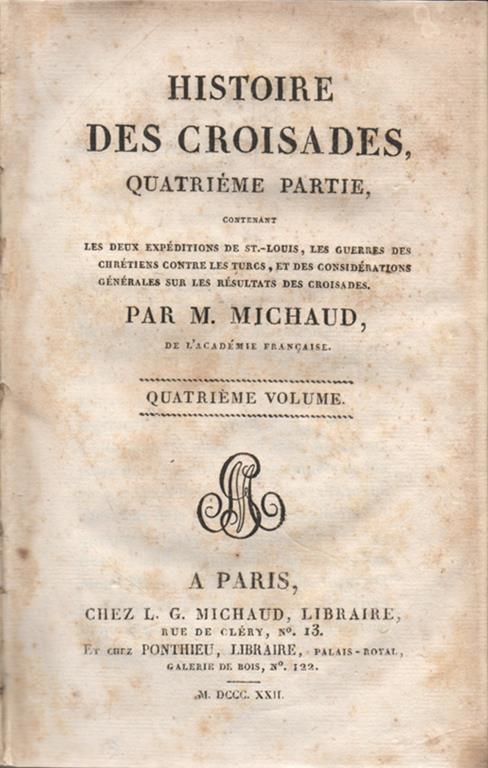 HISTOIRE
DES CROISADES,
QUATRIÉME PARTIE,
CONTENANT
LES DEUX EXPÉDITIONS DE ST.-LOUIS, LES GUERRES DES
CHRÉTIENS CONTRE LES TURCS, ET DES CONSIDÉRATIONS
GÉNÉRALES SUR LES RÉSULTATS DES CROISADES.
PAR M. MICHAUD,
DE L'ACADÉMIE FRANÇAISE.
QUATRIÈME VOLUME.
A PARIS,
CHEZ L. G. MICHAUD, LIBRAIRE,
RUE DE CLÉRY, Nº. 13.
ET CHEZ PONTHIEU, LIBRAIRE, PALAIS-ROYAL,
GALERIE DE BOIS, Nº. 122.
M. DCCC. XXII.